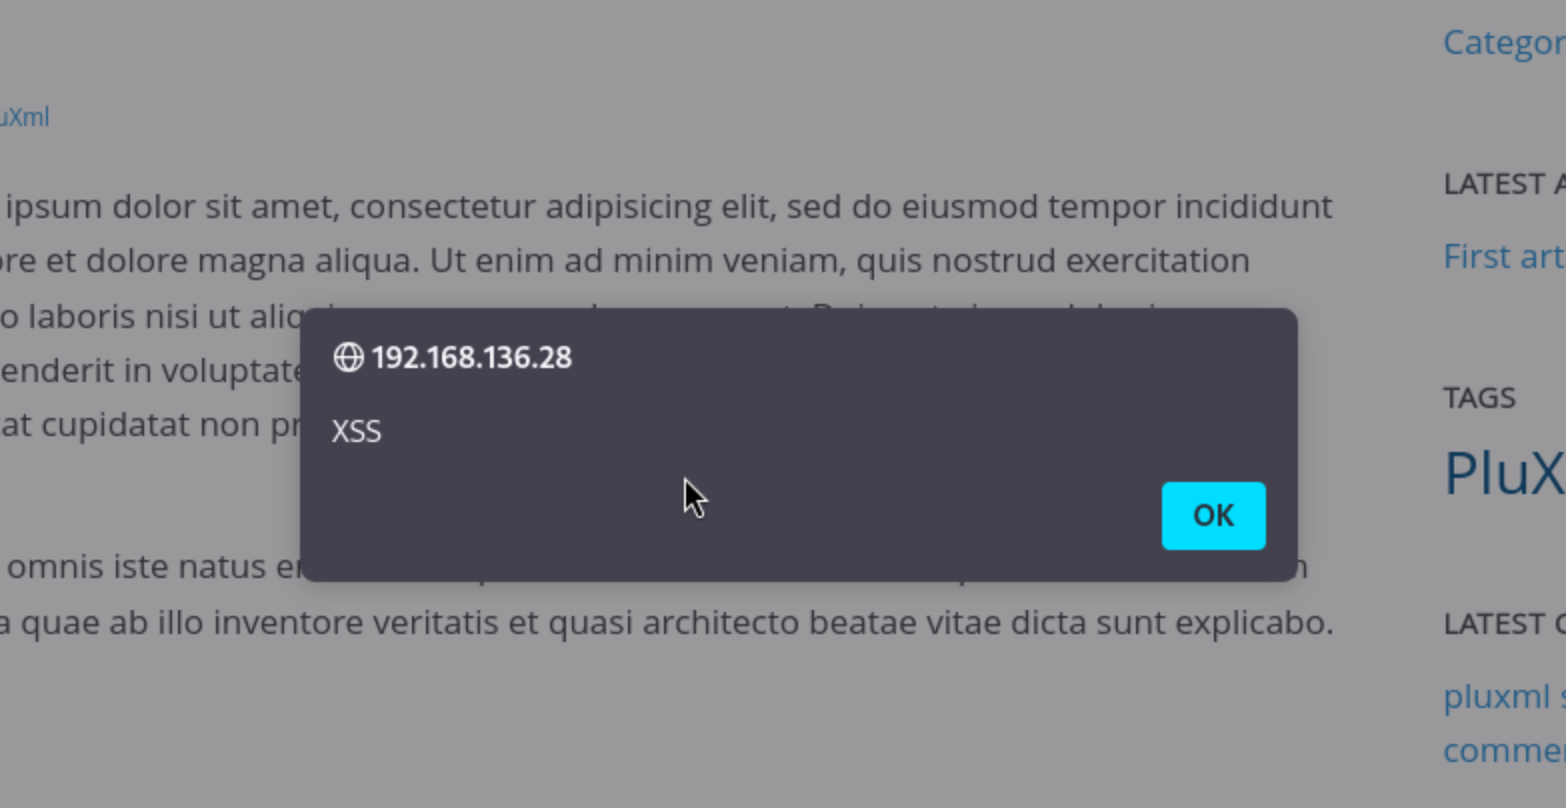 Categor
uXml
LATEST A
ipsum dolor sit amet, consectetur adipisicing elit, sed do eiusmod tempor incididunt
ore et dolore magna aliqua. Ut enim ad minim veniam, quis nostrud exercitation
First art
o laboris nisi ut aliq
192.168.136.28
enderit in voluptate
TAGS
at cupidatat non pr
XSS
PluX
OK
omnis iste natus er
a quae ab illo inventore veritatis et quasi architecto beatae vitae dicta sunt explicabo.
LATEST C
pluxml s
commen